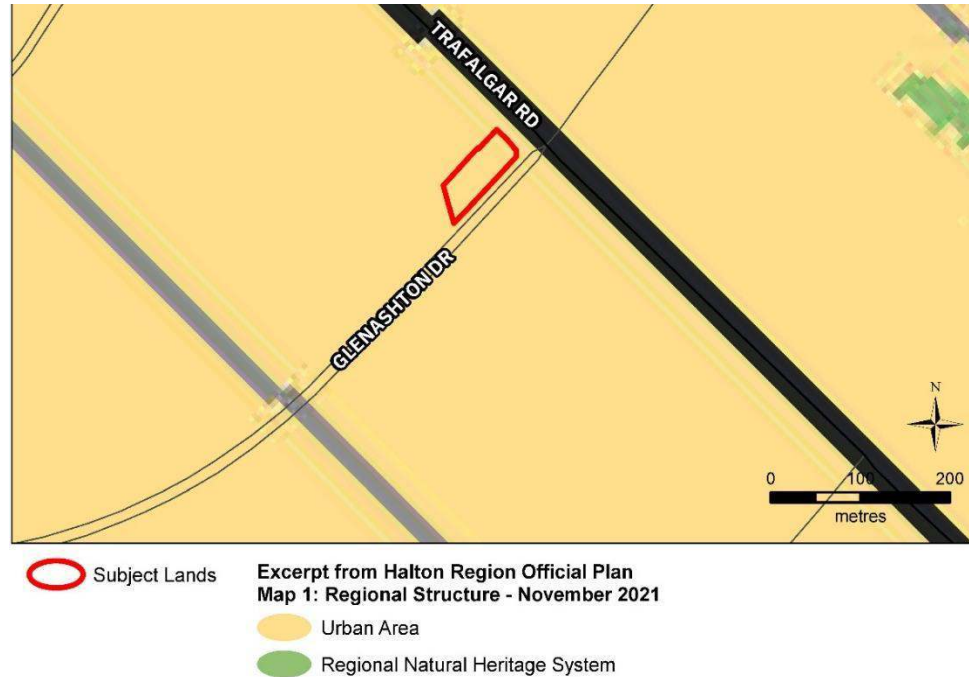 TRAFALGAR RD
GLENASHTON DR
N
0 100 200
metres
Subject Lands
Excerpt from Halton Region Official Plan
Map 1: Regional Structure - November 2021
Urban Area
Regional Natural Heritage System